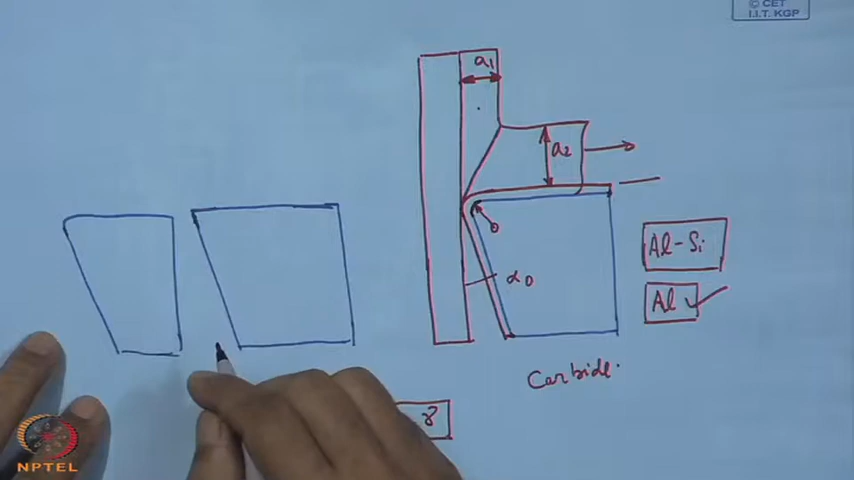 © CET
I.I.T. KGP
a₁
a₂
α₀
Al-Si
Al ✓
Carbide.
γ
NPTEL